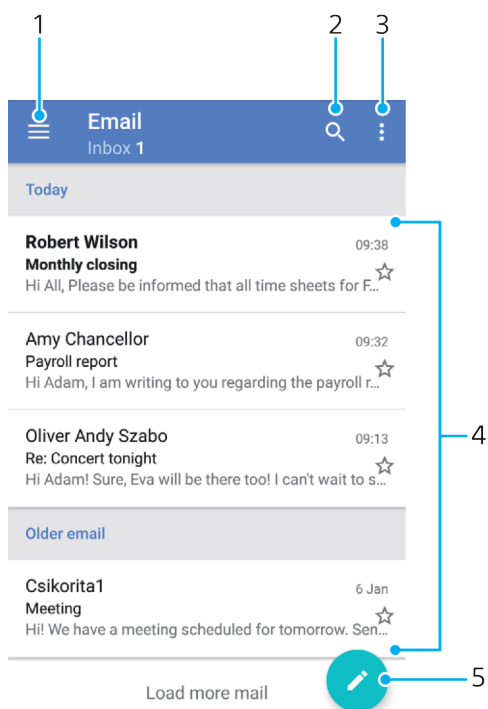 1 2 3
Email
Inbox 1
Today
Robert Wilson 09:38
Monthly closing
Hi All, Please be informed that all time sheets for F...
Amy Chancellor 09:32
Payroll report
Hi Adam, I am writing to you regarding the payroll r...
Oliver Andy Szabo 09:13
Re: Concert tonight
Hi Adam! Sure, Eva will be there too! I can't wait to s...
4
Older email
Csikorita1 6 Jan
Meeting
Hi! We have a meeting scheduled for tomorrow. Sen...
5
Load more mail